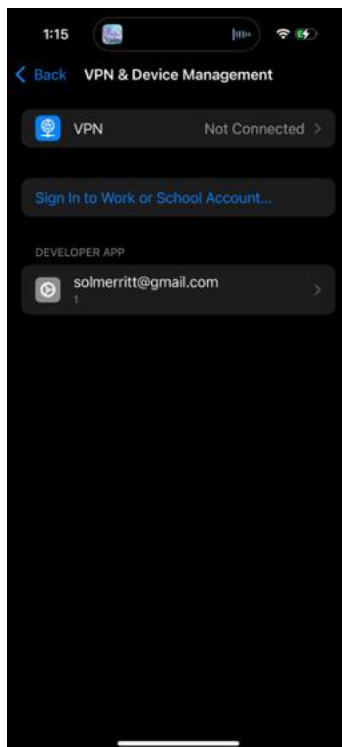 1:15
Back VPN & Device Management
VPN Not Connected
Sign In to Work or School Account...
DEVELOPER APP
solmerritt@gmail.com
1